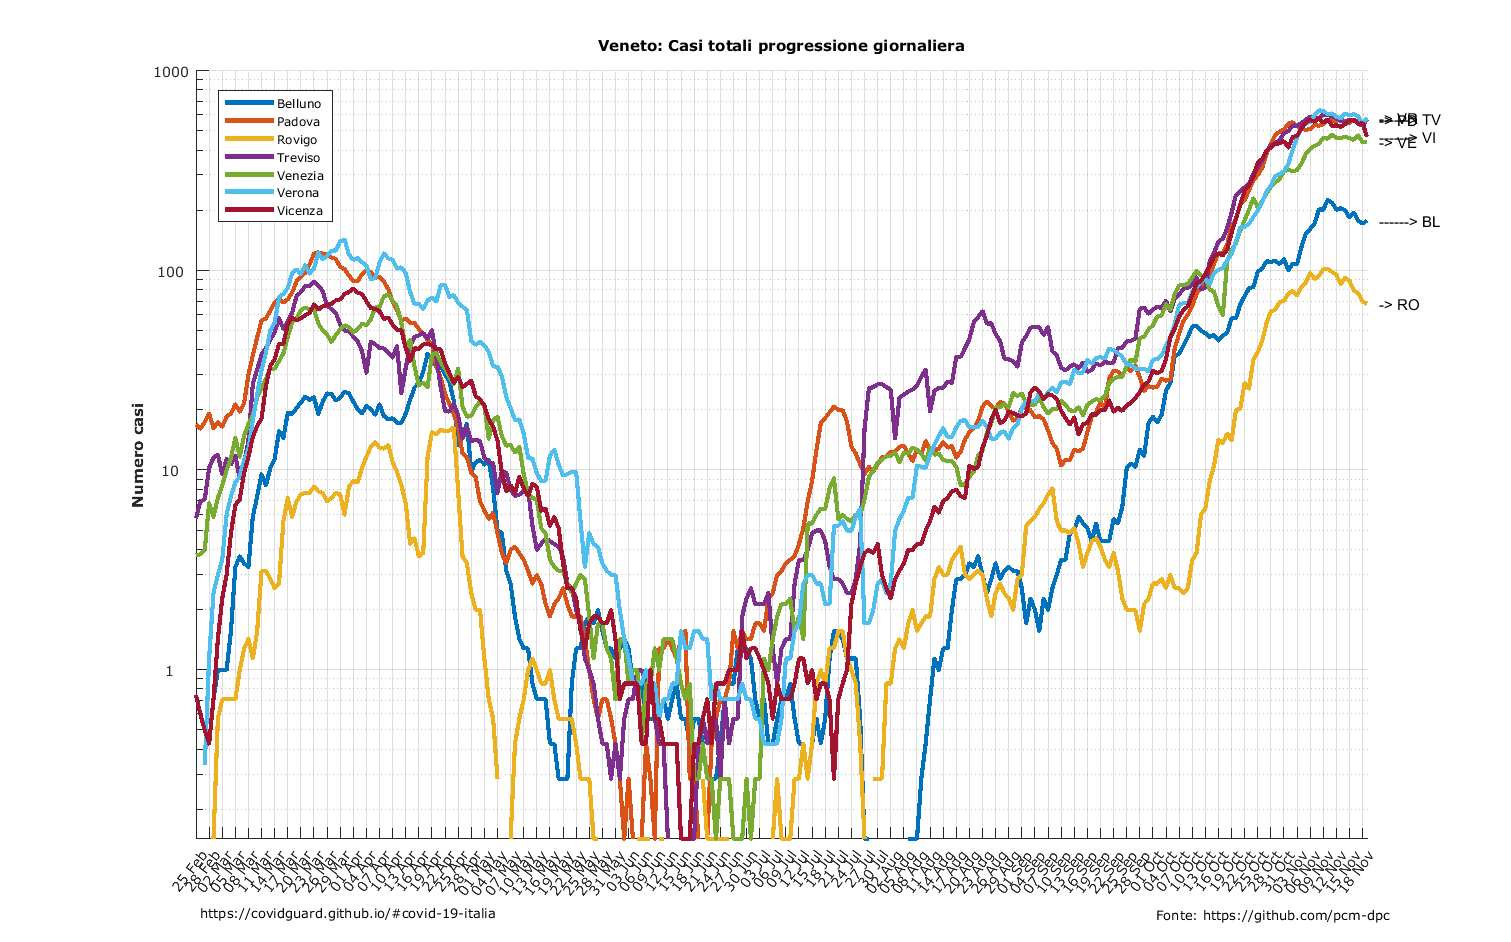 Veneto: Casi totali progressione giornaliera
Numero casi
1000
100
10
1
Belluno
Padova
Rovigo
Treviso
Venezia
Verona
Vicenza
TV
------> VI
-> VE
------> BL
-> RO
25 Feb
28 Feb
02 Mar
05 Mar
08 Mar
11 Mar
14 Mar
17 Mar
20 Mar
23 Mar
26 Mar
29 Mar
01 Apr
04 Apr
07 Apr
10 Apr
13 Apr
16 Apr
19 Apr
22 Apr
25 Apr
28 Apr
01 May
04 May
07 May
10 May
13 May
16 May
19 May
22 May
25 May
28 May
31 May
03 Jun
06 Jun
09 Jun
12 Jun
15 Jun
18 Jun
21 Jun
24 Jun
27 Jun
30 Jun
03 Jul
06 Jul
09 Jul
12 Jul
15 Jul
18 Jul
21 Jul
24 Jul
27 Jul
30 Jul
02 Aug
05 Aug
08 Aug
11 Aug
14 Aug
17 Aug
20 Aug
23 Aug
26 Aug
29 Aug
01 Sep
04 Sep
07 Sep
10 Sep
13 Sep
16 Sep
19 Sep
22 Sep
25 Sep
28 Sep
01 Oct
04 Oct
07 Oct
10 Oct
13 Oct
16 Oct
19 Oct
22 Oct
25 Oct
28 Oct
31 Oct
03 Nov
06 Nov
09 Nov
12 Nov
15 Nov
18 Nov
https://covidguard.github.io/#covid-19-italia
Fonte: https://github.com/pcm-dpc